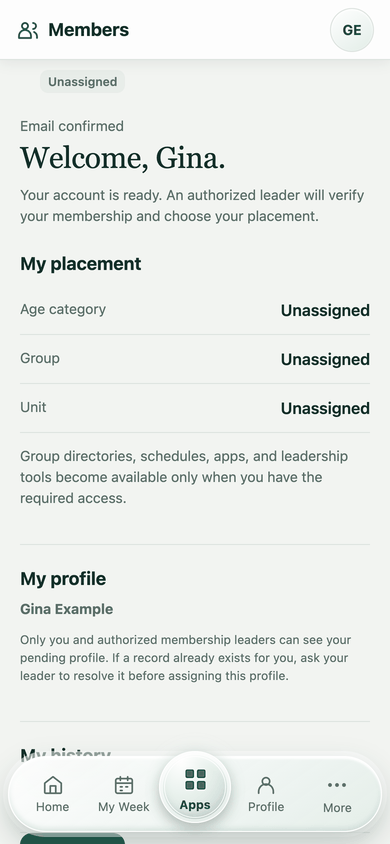 Members
GE
Unassigned
Email confirmed
Welcome, Gina.
Your account is ready. An authorized leader will verify
your membership and choose your placement.
My placement
Age category Unassigned
Group Unassigned
Unit Unassigned
Group directories, schedules, apps, and leadership
tools become available only when you have the
required access.
My profile
Gina Example
Only you and authorized membership leaders can see your
pending profile. If a record already exists for you, ask your
leader to resolve it before assigning this profile.
My history
Home My Week Apps Profile More